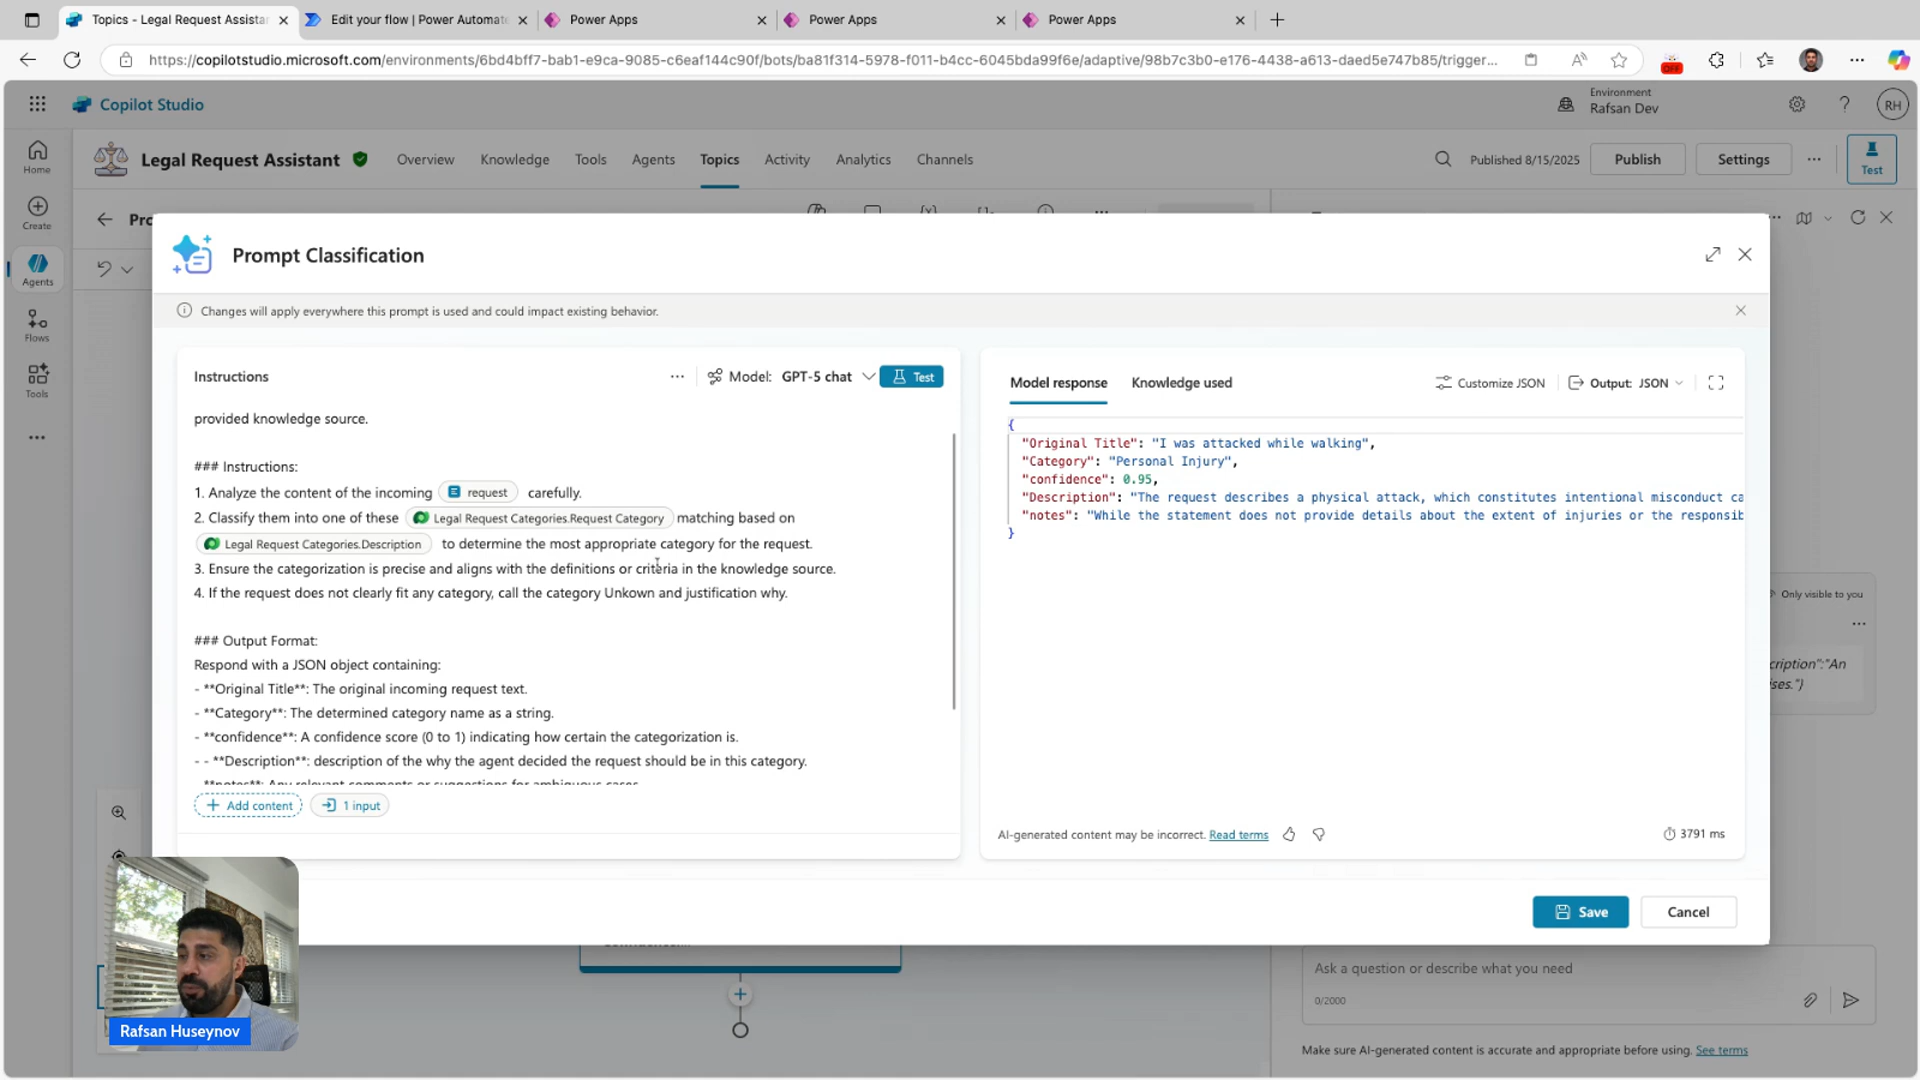 Topics - Legal Request Assistan
Edit your flow | Power Automate
Power Apps
Power Apps
Power Apps
https://copilotstudio.microsoft.com/environments/6bd4bff7-bab1-e9ca-9085-c6eaf144c90f/bots/ba81f314-5978-f011-b4cc-6045bda99f6e/adaptive/98b7c3b0-e176-4438-a613-daed5e747b85/trigger...
OFF
Copilot Studio
Environment
Rafsan Dev
RH
Home
Create
Agents
Flows
Tools
Legal Request Assistant
Overview
Knowledge
Tools
Agents
Topics
Activity
Analytics
Channels
Published 8/15/2025
Publish
Settings
Test
Pro
Prompt Classification
Changes will apply everywhere this prompt is used and could impact existing behavior.
Instructions
Model: GPT-5 chat
Test
provided knowledge source.
### Instructions:
1. Analyze the content of the incoming request carefully.
2. Classify them into one of these Legal Request Categories.Request Category matching based on
Legal Request Categories.Description to determine the most appropriate category for the request.
3. Ensure the categorization is precise and aligns with the definitions or criteria in the knowledge source.
4. If the request does not clearly fit any category, call the category Unkown and justification why.
### Output Format:
Respond with a JSON object containing:
- **Original Title**: The original incoming request text.
- **Category**: The determined category name as a string.
- **confidence**: A confidence score (0 to 1) indicating how certain the categorization is.
- - **Description**: description of the why the agent decided the request should be in this category.
- **notes**: Any relevant comments or suggestions for ambiguous cases.
Add content
1 input
Model response
Knowledge used
Customize JSON
Output: JSON
{
"Original Title": "I was attacked while walking",
"Category": "Personal Injury",
"confidence": 0.95,
"Description": "The request describes a physical attack, which constitutes intentional misconduct ca
"notes": "While the statement does not provide details about the extent of injuries or the responsib
}
AI-generated content may be incorrect. Read terms
3791 ms
Save
Cancel
Only visible to you
cription":"An
ises."}
Ask a question or describe what you need
0/2000
Make sure AI-generated content is accurate and appropriate before using. See terms
Rafsan Huseynov